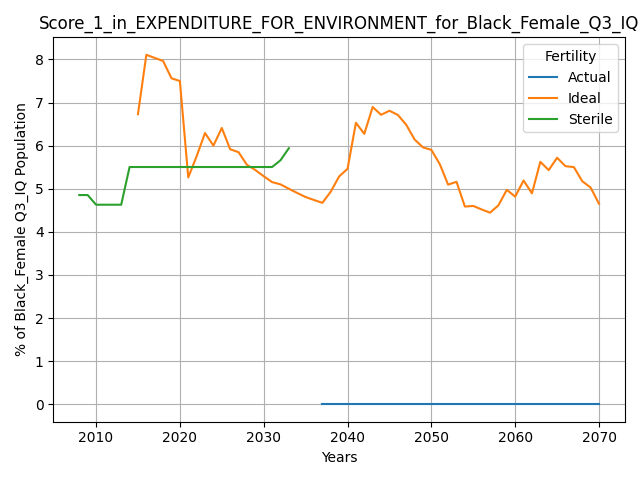 Score_1_in_EXPENDITURE_FOR_ENVIRONMENT_for_Black_Female_Q3_IQ
Fertility
Actual
Ideal
Sterile
% of Black_Female Q3_IQ Population
8
7
6
5
4
3
2
1
0
2010 2020 2030 2040 2050 2060 2070
Years